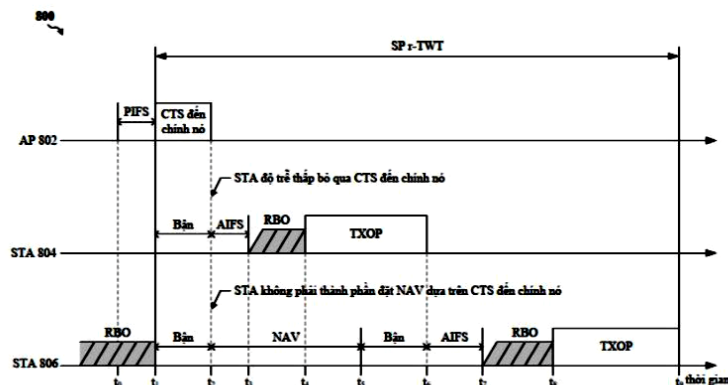 800
SP r-TWT
PIFS
CTS đến
chính nó
AP 802
STA độ trễ thấp bỏ qua CTS đến chính nó
Bận
AIFS
RBO
TXOP
STA 804
STA không phải thành phần đặt NAV dựa trên CTS đến chính nó
RBO
Bận
NAV
Bận
AIFS
RBO
TXOP
STA 806
t₁ t₂ t₃ t₄ t₅ t₆ t₇ t₈ t₉ thời gian